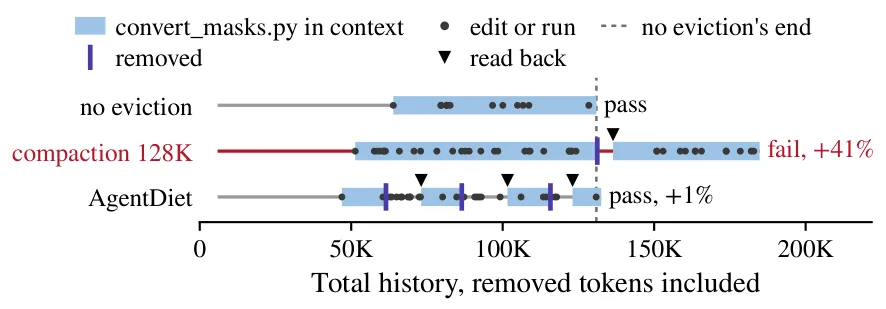 convert_masks.py in context
edit or run
no eviction's end
removed
read back
no eviction
pass
compaction 128K
fail, +41%
AgentDiet
pass, +1%
0
50K
100K
150K
200K
Total history, removed tokens included